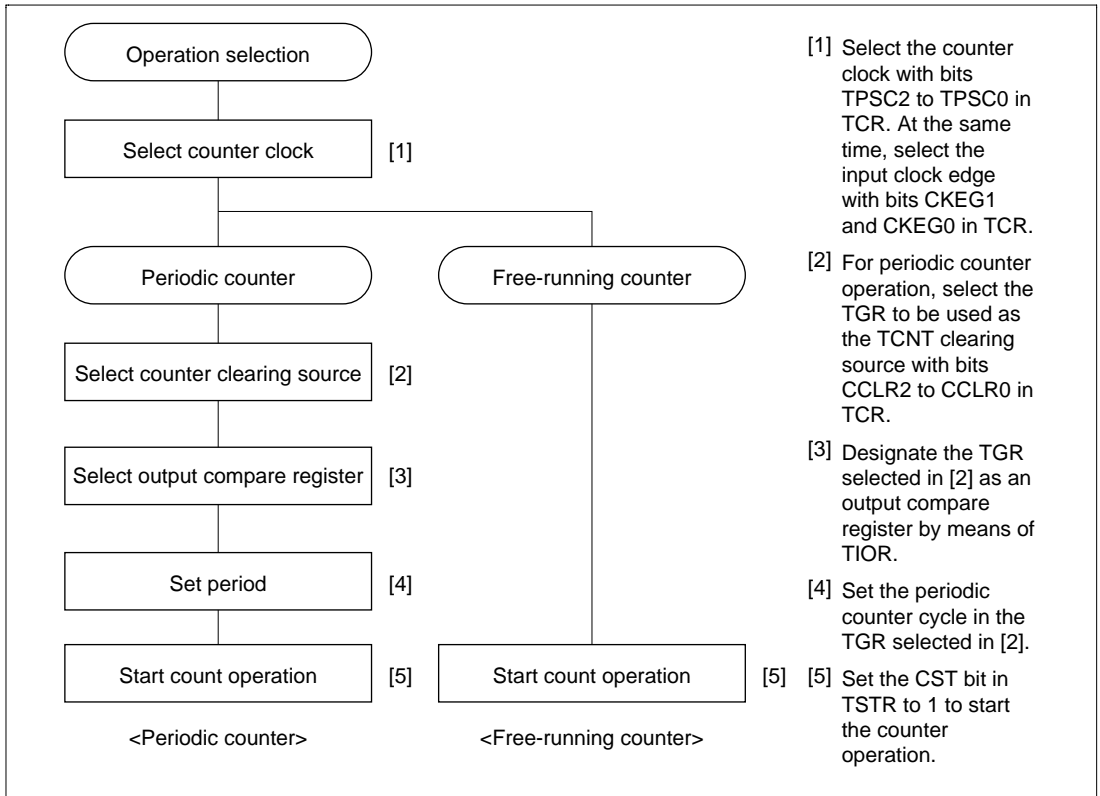 Operation selection
Select counter clock [1]
Periodic counter
Free-running counter
Select counter clearing source [2]
Select output compare register [3]
Set period [4]
Start count operation [5]
Start count operation [5]
<Periodic counter>
<Free-running counter>
[1] Select the counter
clock with bits
TPSC2 to TPSC0 in
TCR. At the same
time, select the
input clock edge
with bits CKEG1
and CKEG0 in TCR.
[2] For periodic counter
operation, select the
TGR to be used as
the TCNT clearing
source with bits
CCLR2 to CCLR0 in
TCR.
[3] Designate the TGR
selected in [2] as an
output compare
register by means of
TIOR.
[4] Set the periodic
counter cycle in the
TGR selected in [2].
[5] Set the CST bit in
TSTR to 1 to start
the counter
operation.